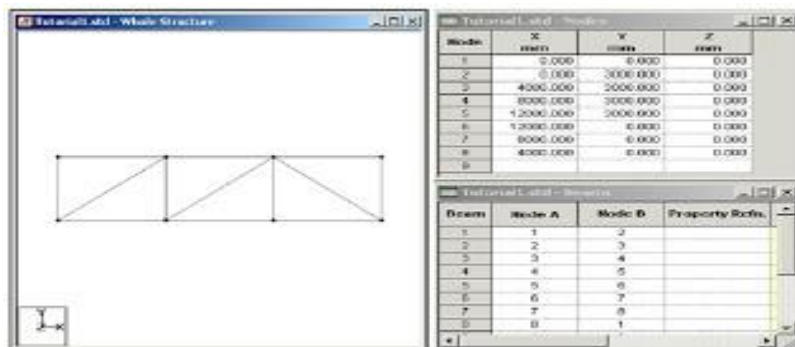 Tutorial1.std - Whole Structure
Tutorial1.std - Nodes
Node X mm Y mm Z mm
1 0.000 0.000 0.000
2 0.000 3000.000 0.000
3 4000.000 3000.000 0.000
4 8000.000 3000.000 0.000
5 12000.000 3000.000 0.000
6 12000.000 0.000 0.000
7 8000.000 0.000 0.000
8 4000.000 0.000 0.000
9
Tutorial1.std - Beams
Beam Node A Node B Property Refn.
1 1 2
2 2 3
3 3 4
4 4 5
5 5 6
6 6 7
7 7 8
8 8 1
Y
X